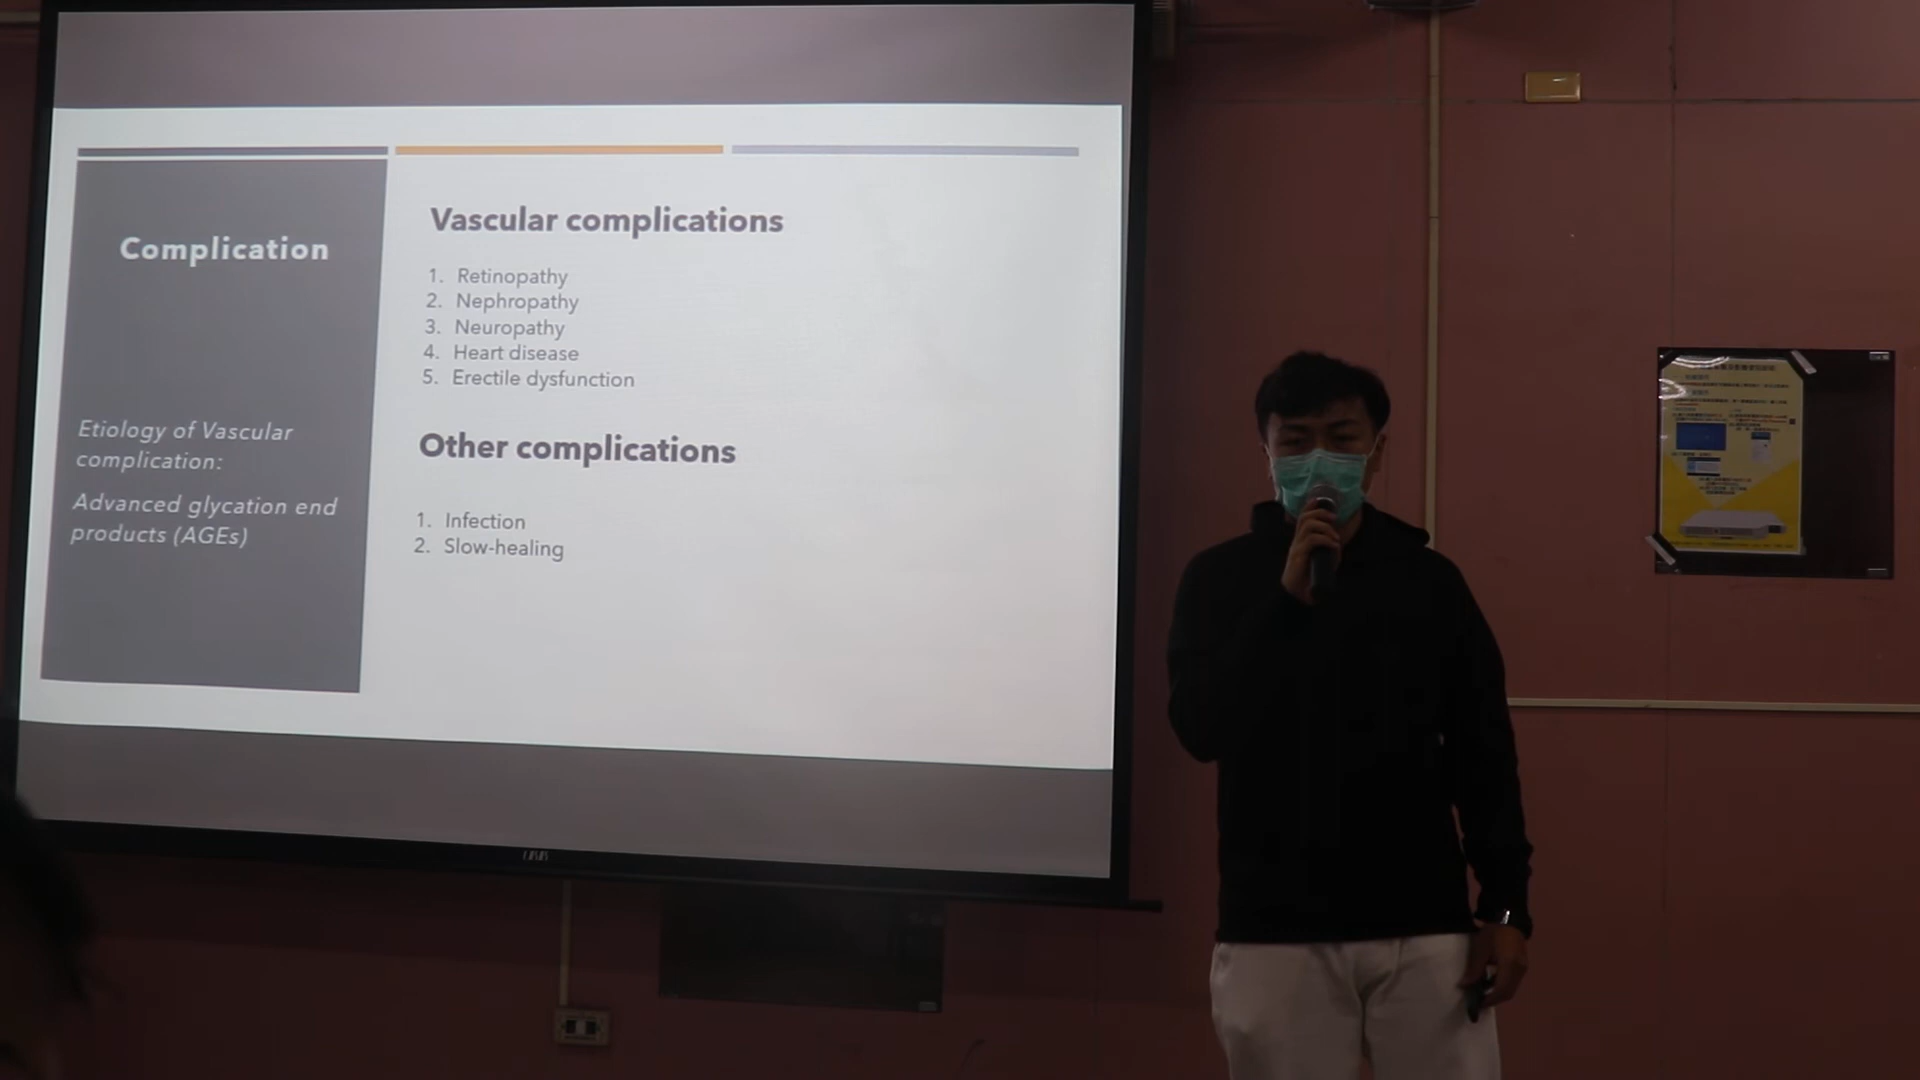 Complication
Etiology of Vascular
complication:
Advanced glycation end
products (AGEs)
Vascular complications
1. Retinopathy
2. Nephropathy
3. Neuropathy
4. Heart disease
5. Erectile dysfunction
Other complications
1. Infection
2. Slow-healing